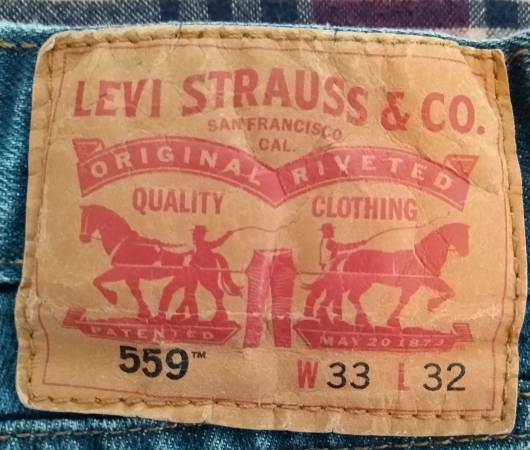 LEVI STRAUSS & CO.
SAN FRANCISCO
CAL.
ORIGINAL RIVETED
QUALITY CLOTHING
PATENTED MAY 20 1873
559™ W 33 L 32